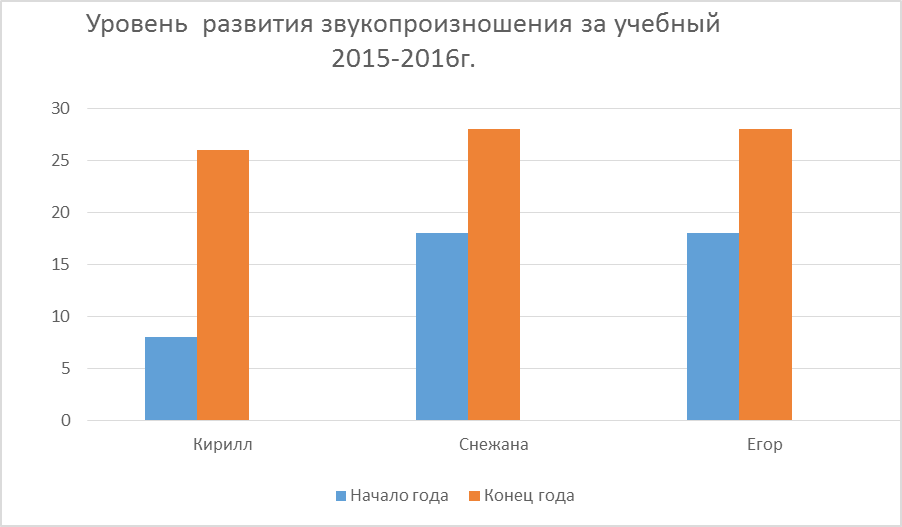 Уровень  развития звукопроизношения за учебный
2015-2016г.
30
25
20
15
10
5
0
Кирилл Снежана Егор
Начало года Конец года